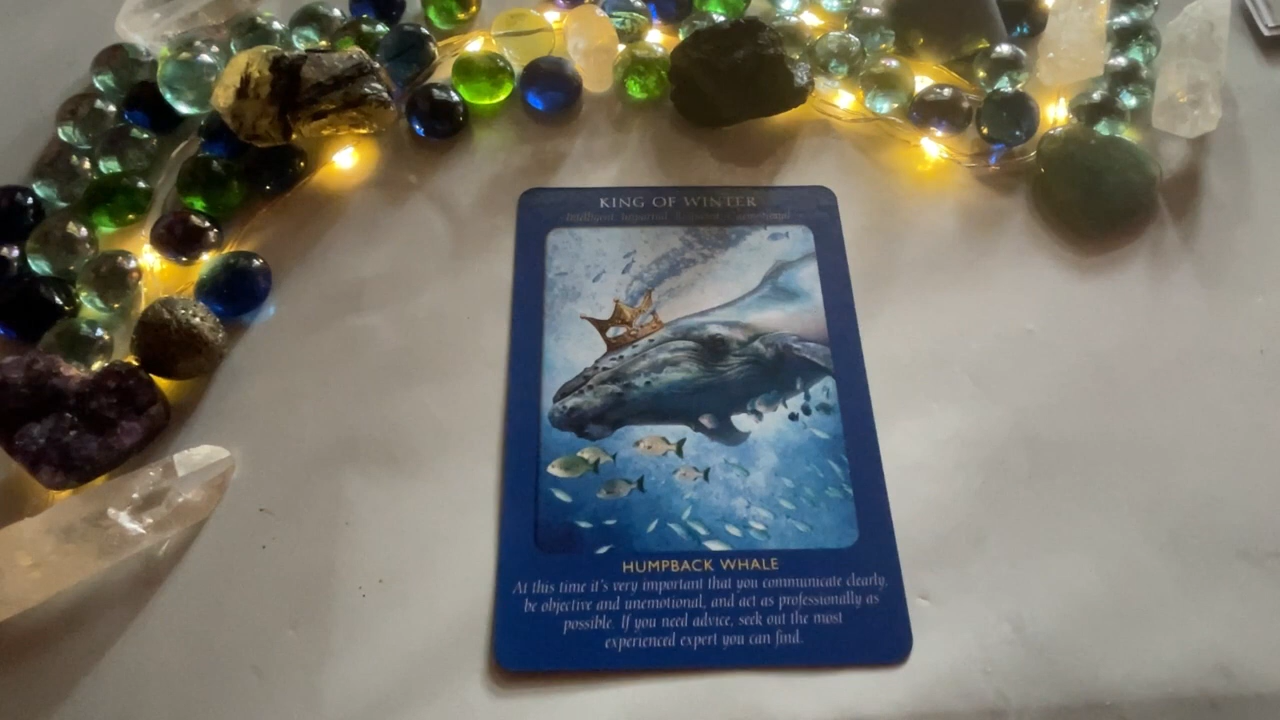 KING OF WINTER
Intelligent
HUMPBACK WHALE
At this time it's very important that you communicate clearly,
be objective and unemotional, and act as professionally as
possible. If you need advice, seek out the most
experienced expert you can find.